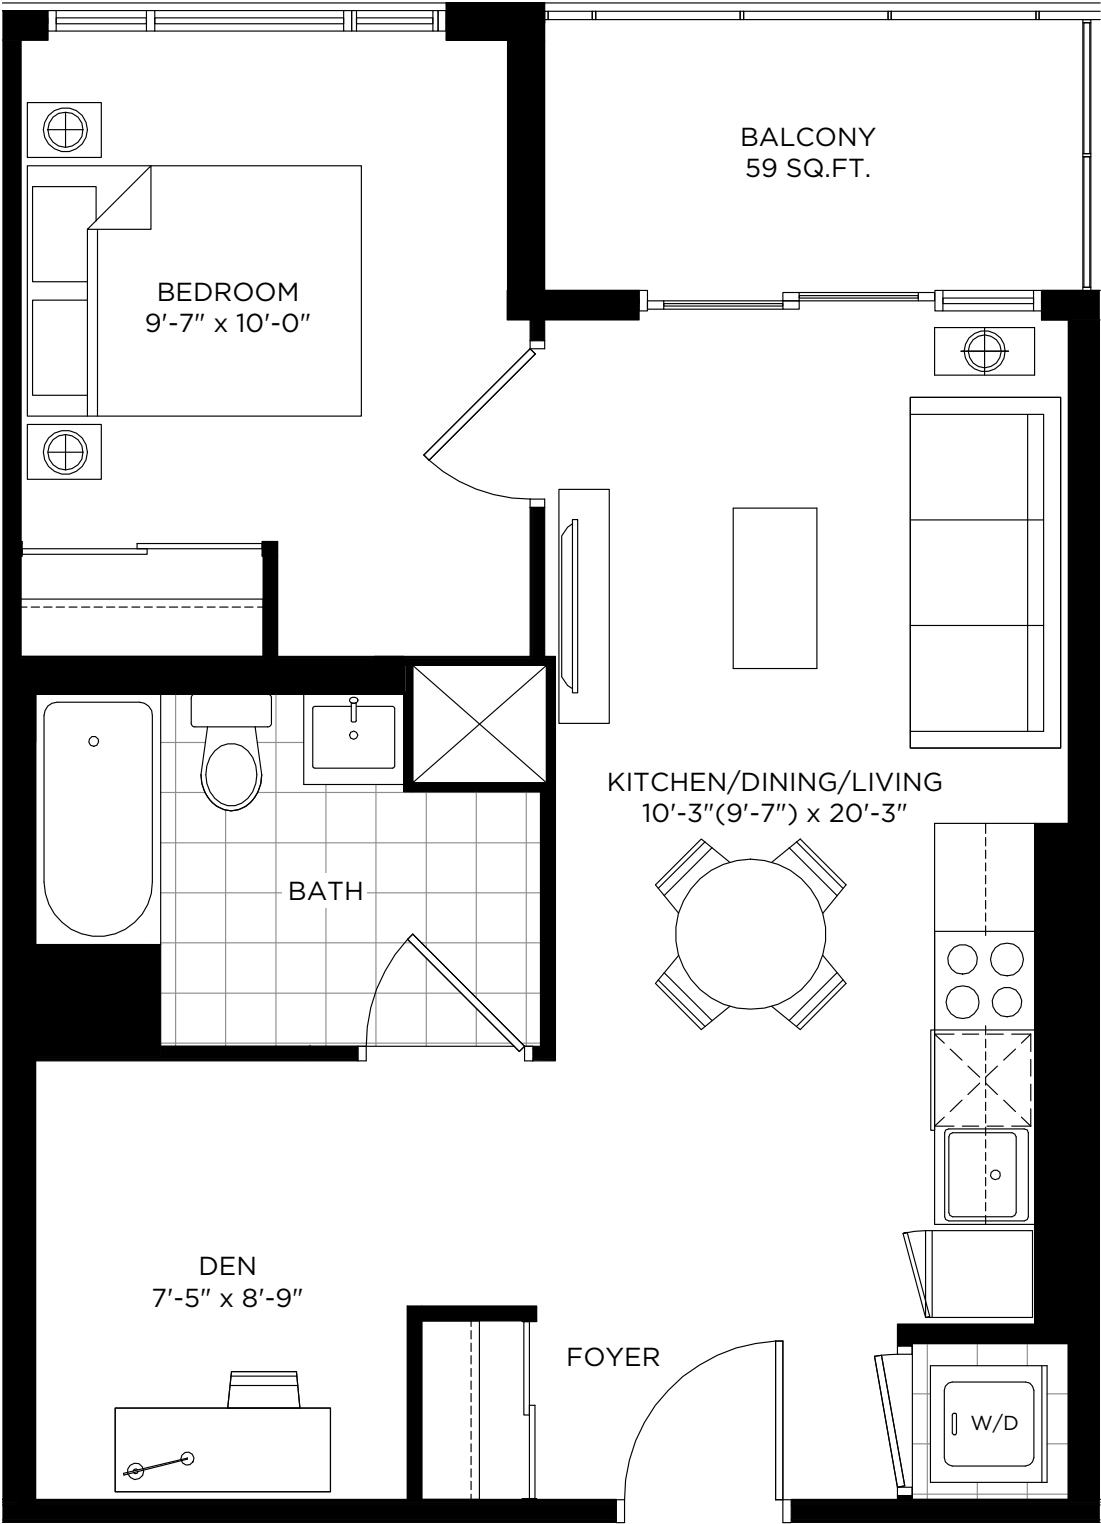 BALCONY
59 SQ.FT.
BEDROOM
9'-7" x 10'-0"
KITCHEN/DINING/LIVING
10'-3"(9'-7") x 20'-3"
BATH
DEN
7'-5" x 8'-9"
FOYER
W/D